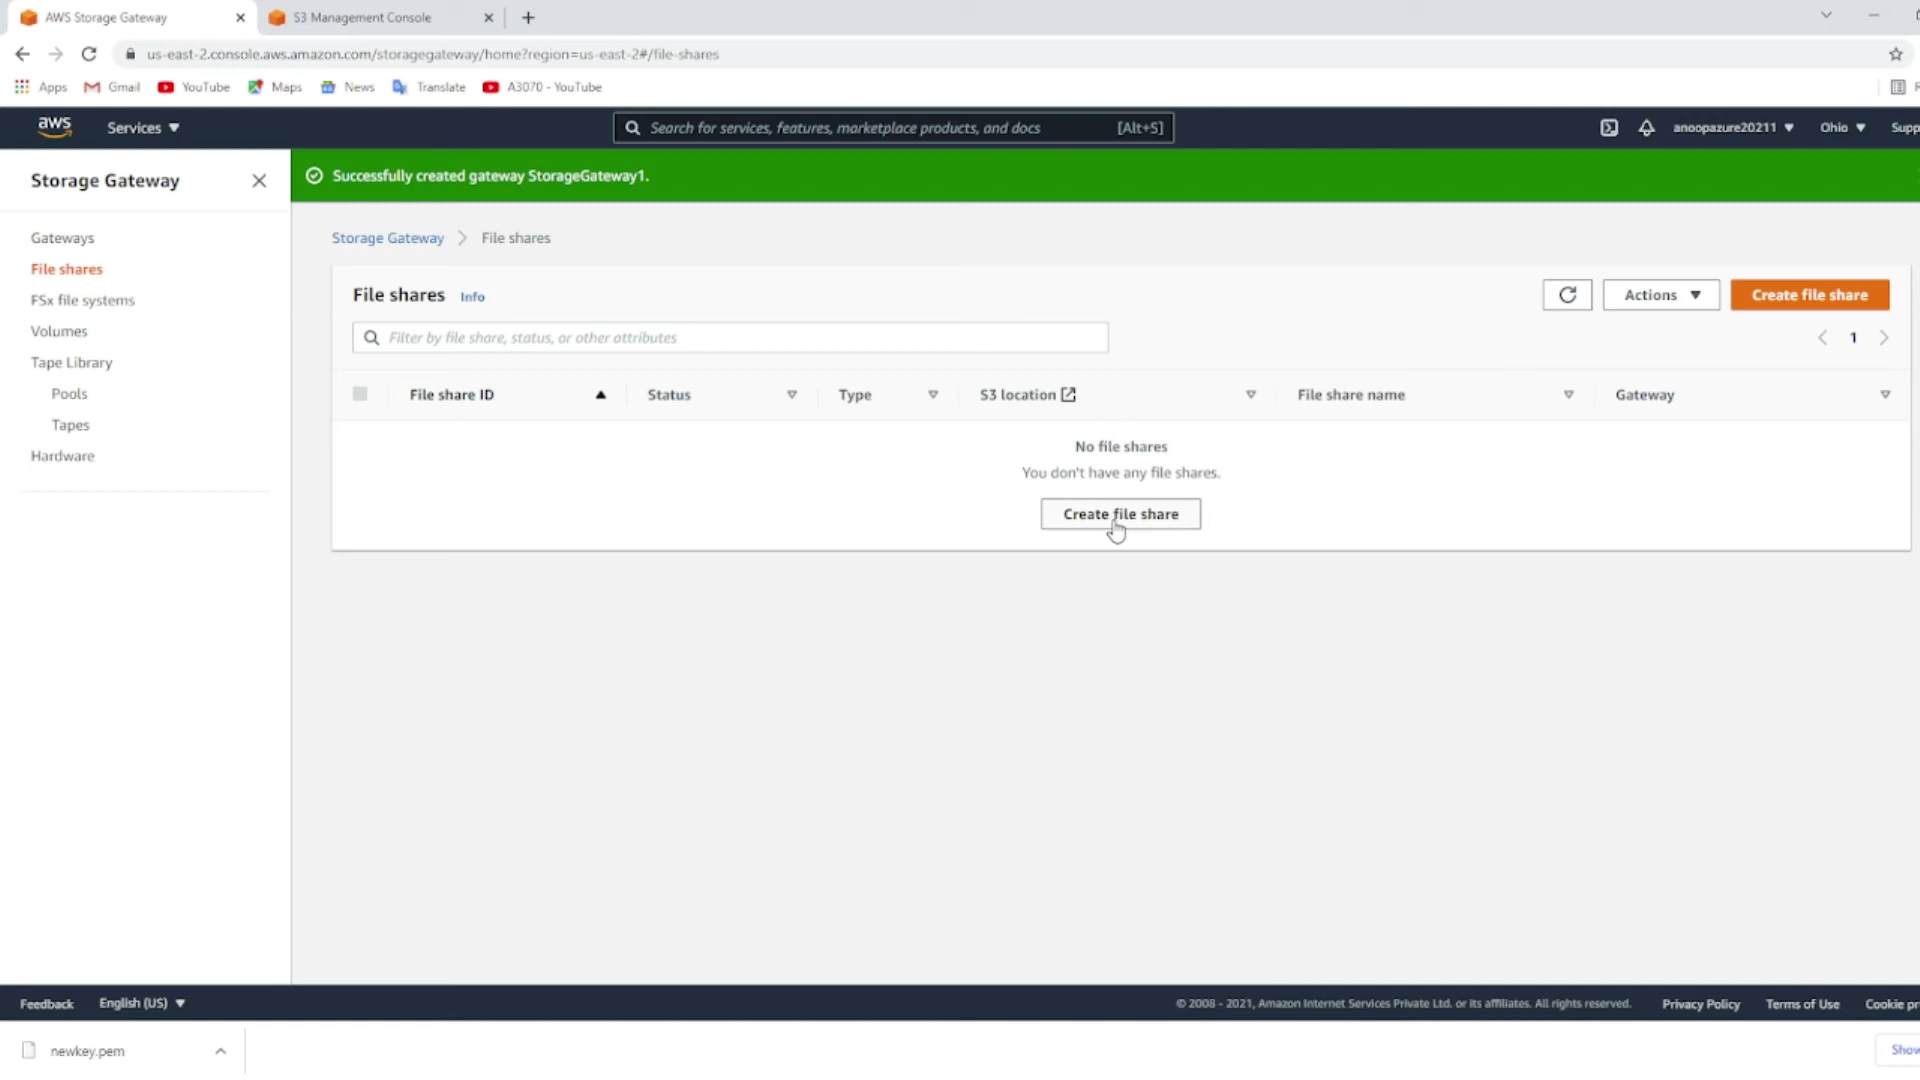 AWS Storage Gateway
S3 Management Console
us-east-2.console.aws.amazon.com/storagegateway/home?region=us-east-2#/file-shares
Apps Gmail YouTube Maps News Translate A3070 - YouTube
aws Services Search for services, features, marketplace products, and docs [Alt+S] anoopazure20211 Ohio Supp
Storage Gateway
Successfully created gateway StorageGateway1.
Gateways
File shares
FSx file systems
Volumes
Tape Library
Pools
Tapes
Hardware
Storage Gateway > File shares
File shares Info Actions Create file share
Filter by file share, status, or other attributes 1
File share ID Status Type S3 location File share name Gateway
No file shares
You don't have any file shares.
Create file share
Feedback English (US) © 2008 - 2021, Amazon Internet Services Private Ltd. or its affiliates. All rights reserved. Privacy Policy Terms of Use Cookie pr
newkey.pem Show